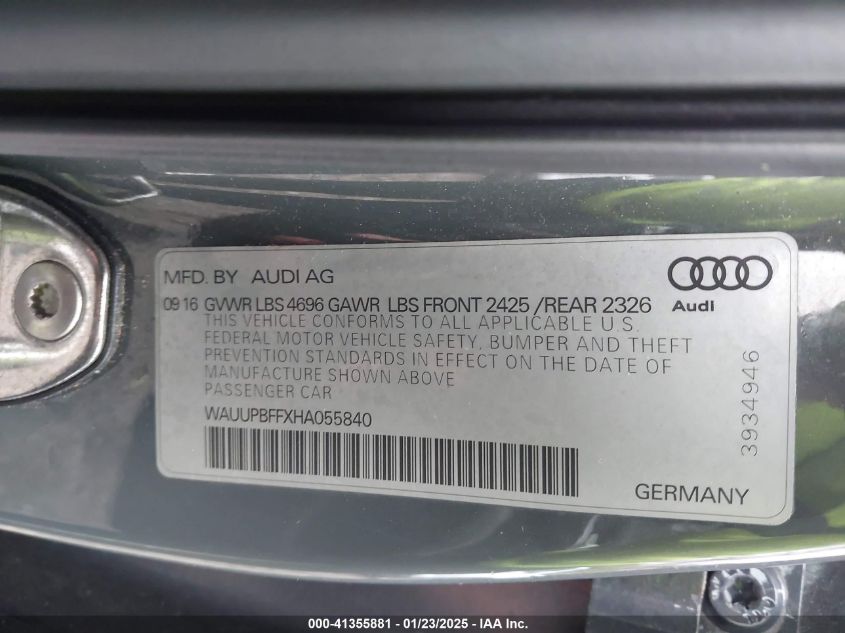 MFD. BY AUDI AG
Audi
09 16 GVWR LBS 4696 GAWR LBS FRONT 2425 / REAR 2326
THIS VEHICLE CONFORMS TO ALL APPLICABLE U.S.
FEDERAL MOTOR VEHICLE SAFETY, BUMPER AND THEFT
PREVENTION STANDARDS IN EFFECT ON THE DATE OF
MANUFACTURE SHOWN ABOVE
PASSENGER CAR
WAUUPBFFXHA055840
3934946
GERMANY
000-41355881 - 01/23/2025 - IAA Inc.